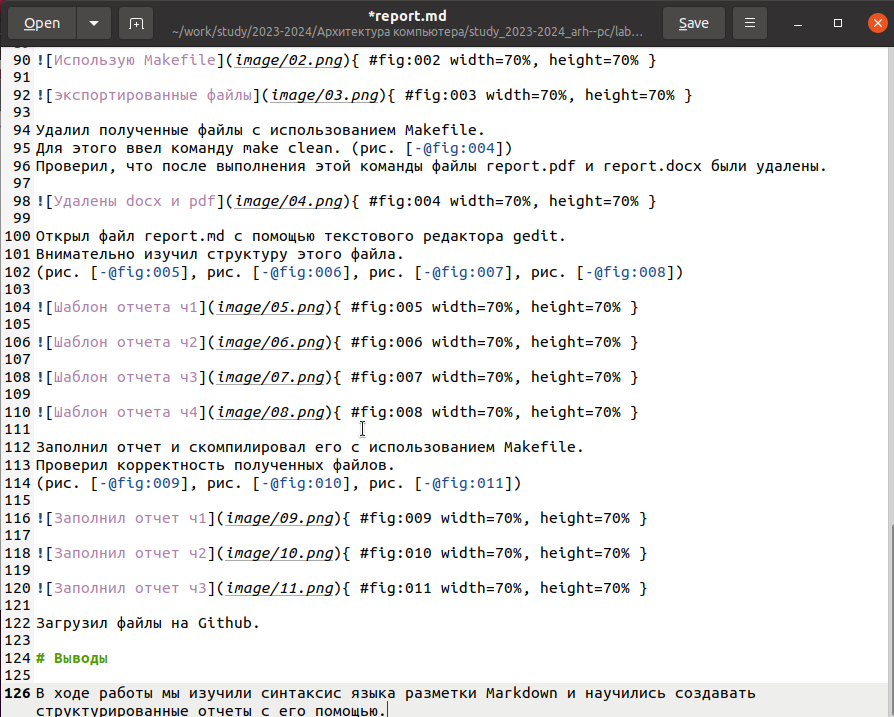 Open
*report.md
~/work/study/2023-2024/Архитектура компьютера/study_2023-2024_arh--pc/lab...
Save
90 ![Использую Makefile](image/02.png){ #fig:002 width=70%, height=70% }
91
92 ![экспортированные файлы](image/03.png){ #fig:003 width=70%, height=70% }
93
94 Удалил полученные файлы с использованием Makefile.
95 Для этого ввел команду make clean. (рис. [-@fig:004])
96 Проверил, что после выполнения этой команды файлы report.pdf и report.docx были удалены.
97
98 ![Удалены docx и pdf](image/04.png){ #fig:004 width=70%, height=70% }
99
100 Открыл файл report.md с помощью текстового редактора gedit.
101 Внимательно изучил структуру этого файла.
102 (рис. [-@fig:005], рис. [-@fig:006], рис. [-@fig:007], рис. [-@fig:008])
103
104 ![Шаблон отчета ч1](image/05.png){ #fig:005 width=70%, height=70% }
105
106 ![Шаблон отчета ч2](image/06.png){ #fig:006 width=70%, height=70% }
107
108 ![Шаблон отчета ч3](image/07.png){ #fig:007 width=70%, height=70% }
109
110 ![Шаблон отчета ч4](image/08.png){ #fig:008 width=70%, height=70% }
111
112 Заполнил отчет и скомпилировал его с использованием Makefile.
113 Проверил корректность полученных файлов.
114 (рис. [-@fig:009], рис. [-@fig:010], рис. [-@fig:011])
115
116 ![Заполнил отчет ч1](image/09.png){ #fig:009 width=70%, height=70% }
117
118 ![Заполнил отчет ч2](image/10.png){ #fig:010 width=70%, height=70% }
119
120 ![Заполнил отчет ч3](image/11.png){ #fig:011 width=70%, height=70% }
121
122 Загрузил файлы на Github.
123
124 # Выводы
125
126 В ходе работы мы изучили синтаксис языка разметки Markdown и научились создавать
структурированные отчеты с его помощью.